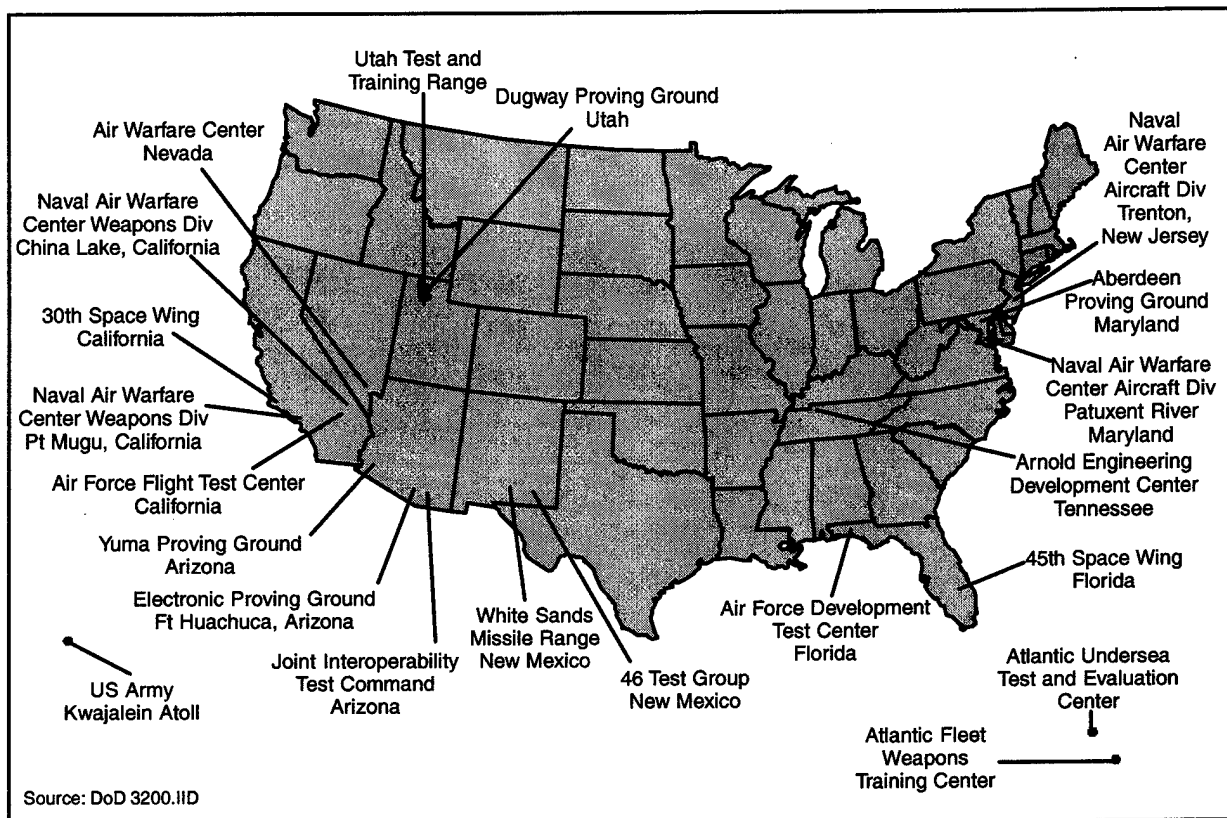 Utah Test and
Training Range
Dugway Proving Ground
Utah
Air Warfare Center
Nevada
Naval Air Warfare
Center Weapons Div
China Lake, California
30th Space Wing
California
Naval Air Warfare
Center Weapons Div
Pt Mugu, California
Air Force Flight Test Center
California
Yuma Proving Ground
Arizona
Electronic Proving Ground
Ft Huachuca, Arizona
Joint Interoperability
Test Command
Arizona
White Sands
Missile Range
New Mexico
46 Test Group
New Mexico
Air Force Development
Test Center
Florida
45th Space Wing
Florida
Arnold Engineering
Development Center
Tennessee
Naval Air Warfare
Center Aircraft Div
Patuxent River
Maryland
Aberdeen
Proving Ground
Maryland
Naval
Air Warfare
Center
Aircraft Div
Trenton,
New Jersey
US Army
Kwajalein Atoll
Atlantic Undersea
Test and Evaluation
Center
Atlantic Fleet
Weapons
Training Center
Source: DoD 3200.IID